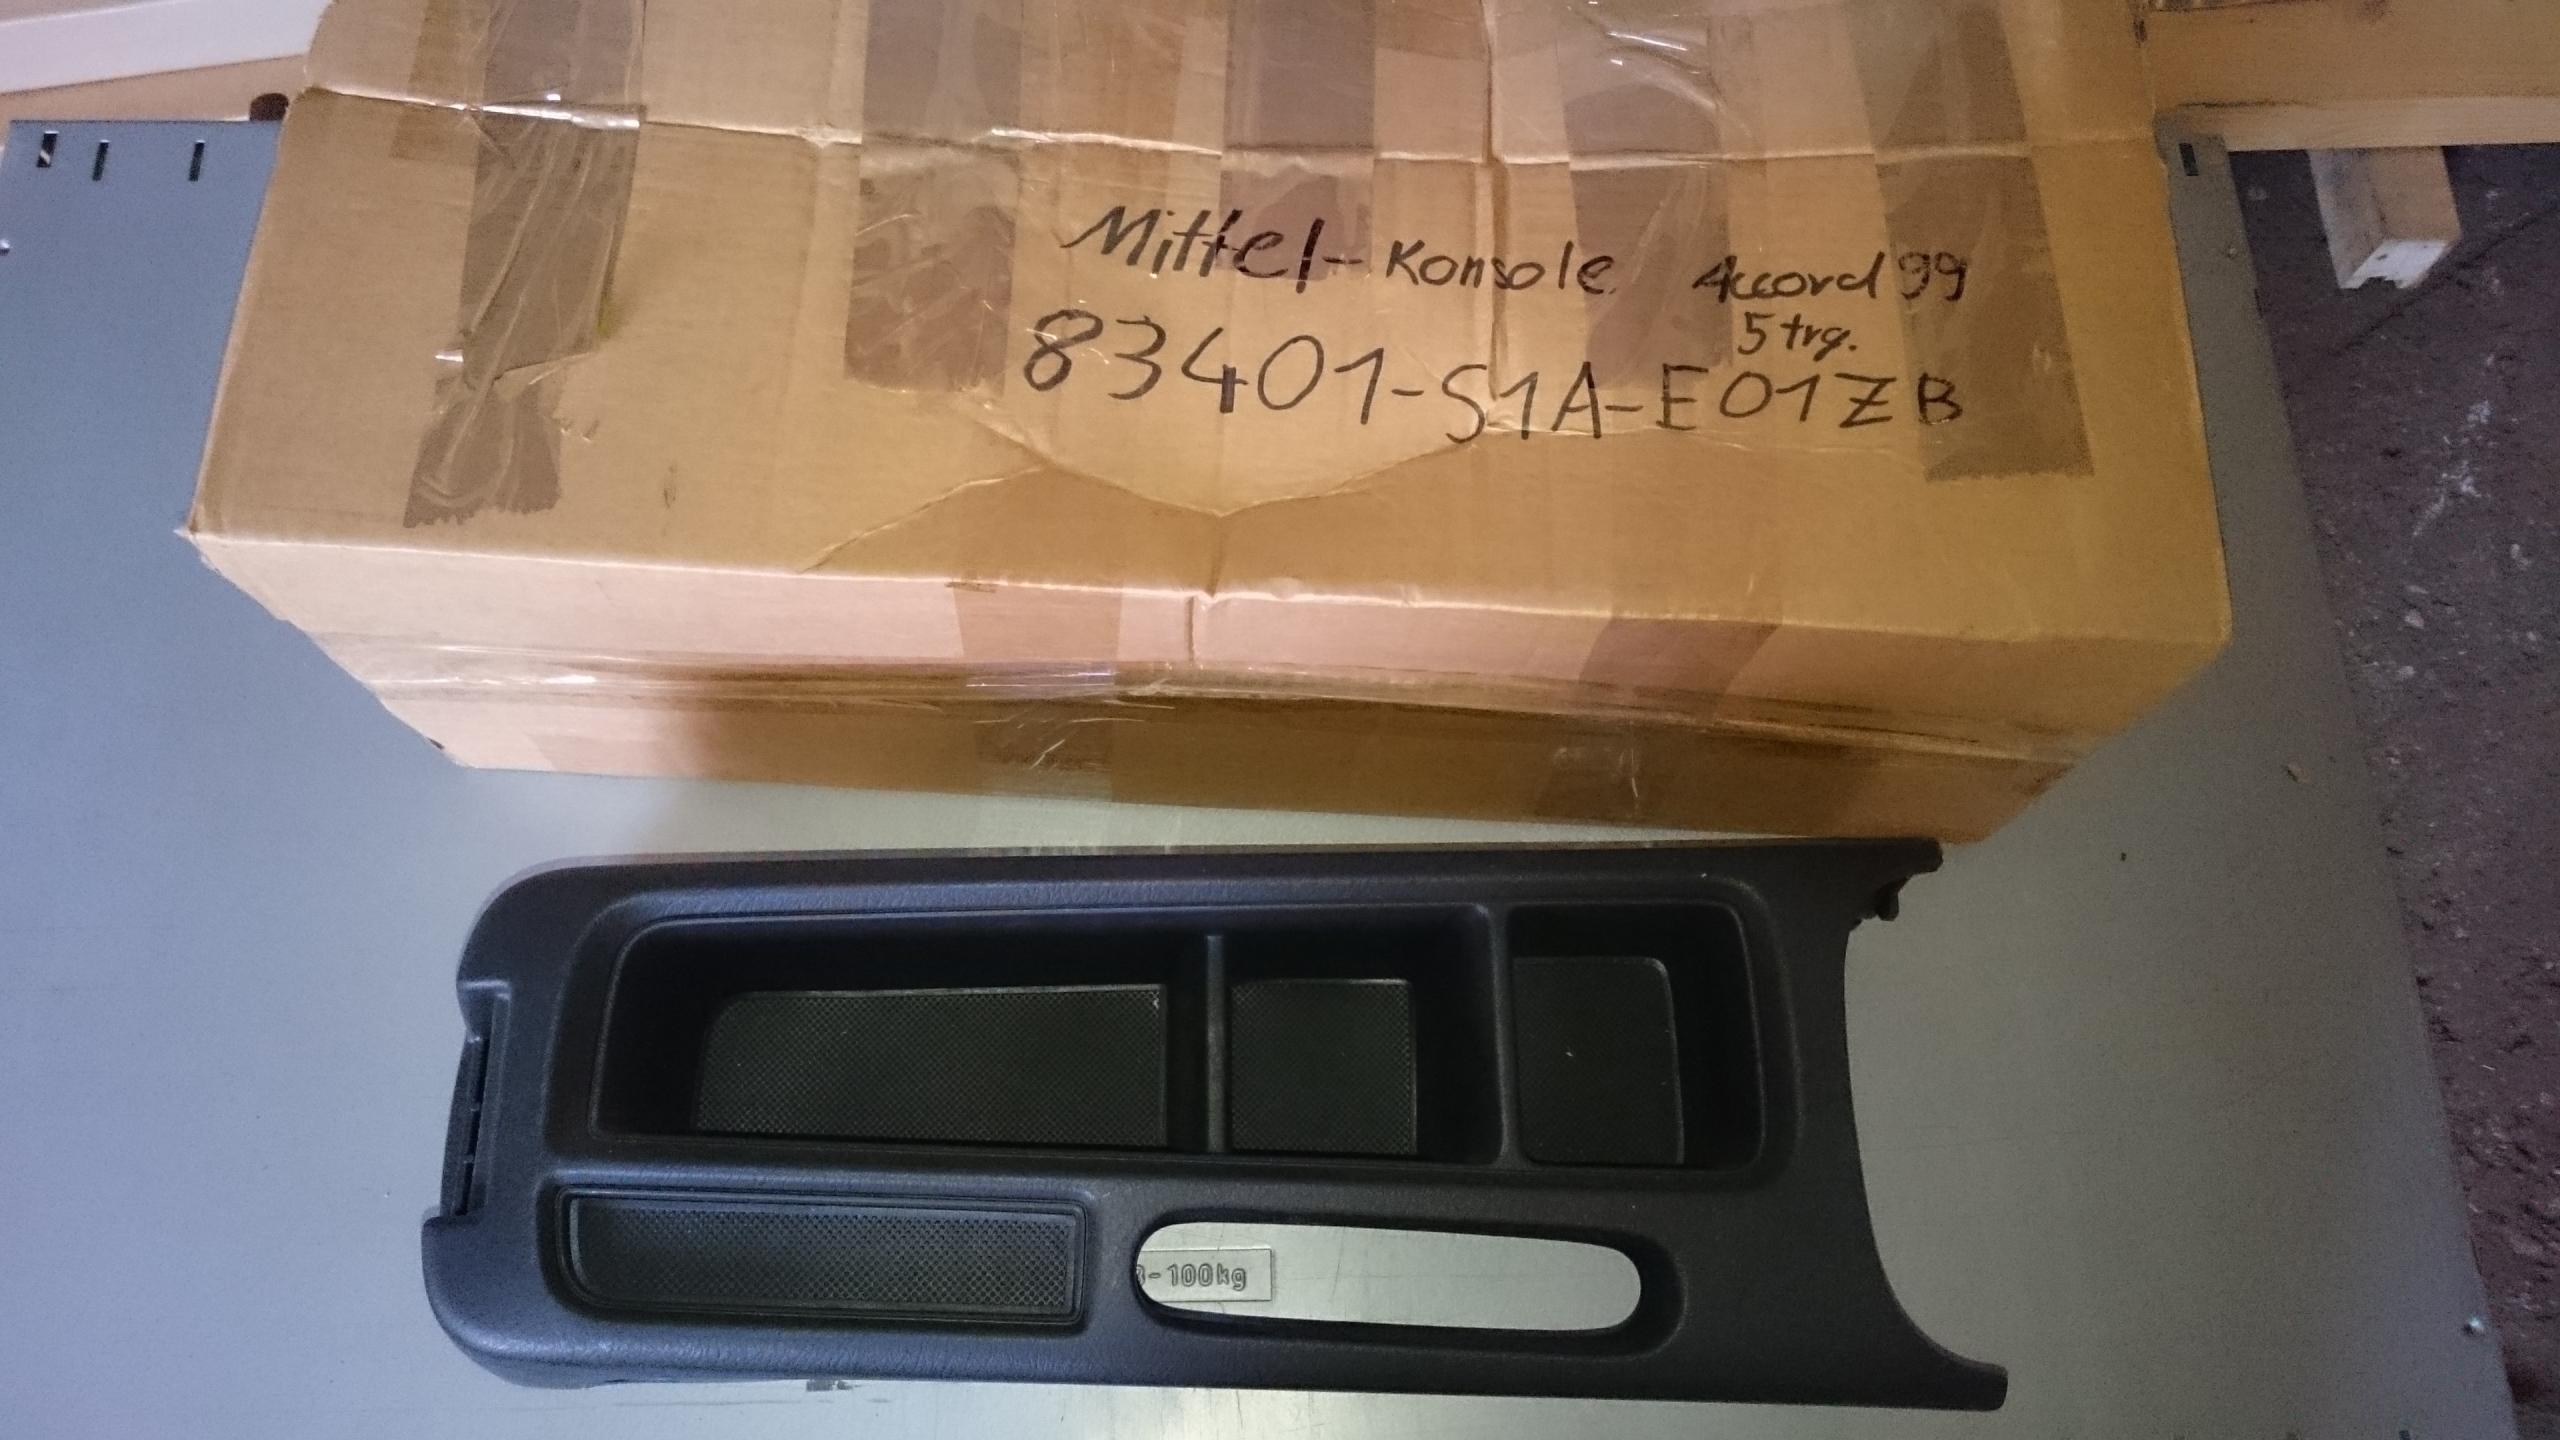 Mittel-Konsole Accord 99
5 trg.
83401-S1A-E01ZB
-100kg